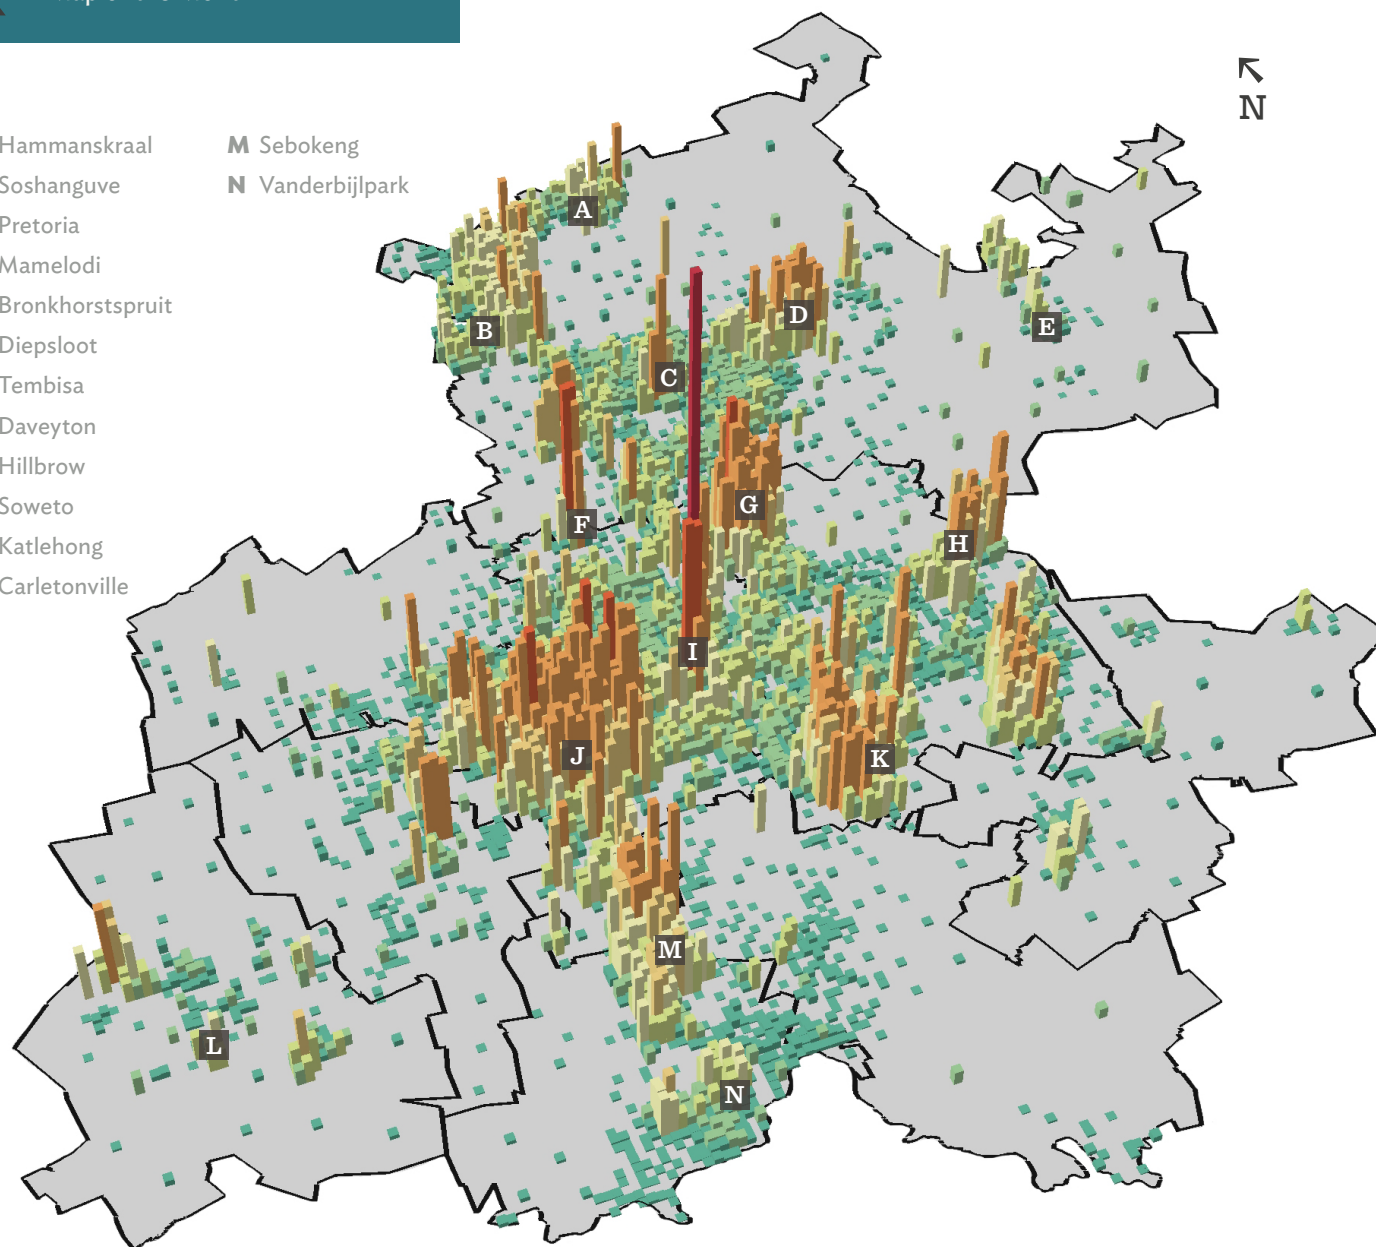 Hammanskraal
Soshanguve
Pretoria
Mamelodi
Bronkhorstspruit
Diepsloot
Tembisa
Daveyton
Hillbrow
Soweto
Katlehong
Carletonville
M Sebokeng
N Vanderbijlpark
N
A
B
C
D
E
F
G
H
I
J
K
L
M
N